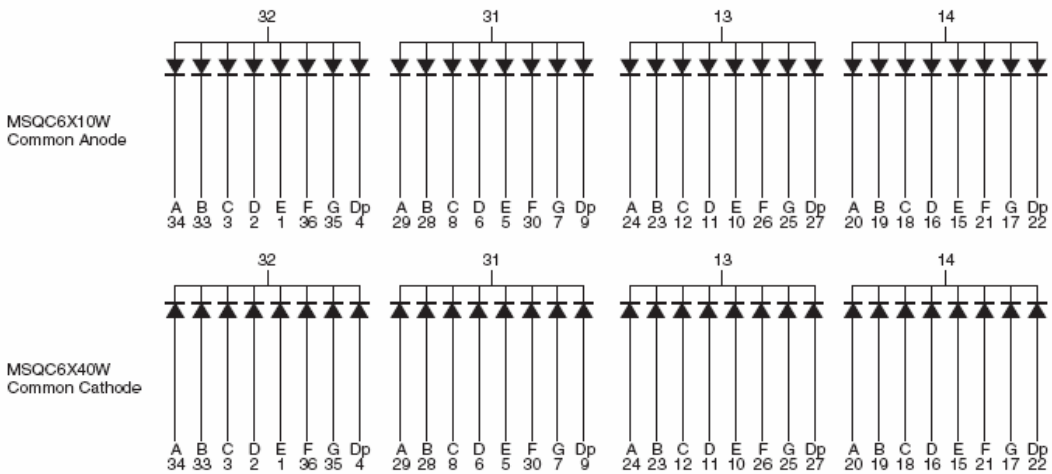 32 31 13 14
MSQC6X10W
Common Anode
A B C D E F G Dp A B C D E F G Dp A B C D E F G Dp A B C D E F G Dp
34 33 3 2 1 36 35 4 29 28 8 6 5 30 7 9 24 23 12 11 10 26 25 27 20 19 18 16 15 21 17 22
32 31 13 14
MSQC6X40W
Common Cathode
A B C D E F G Dp A B C D E F G Dp A B C D E F G Dp A B C D E F G Dp
34 33 3 2 1 36 35 4 29 28 8 6 5 30 7 9 24 23 12 11 10 26 25 27 20 19 18 16 15 21 17 22